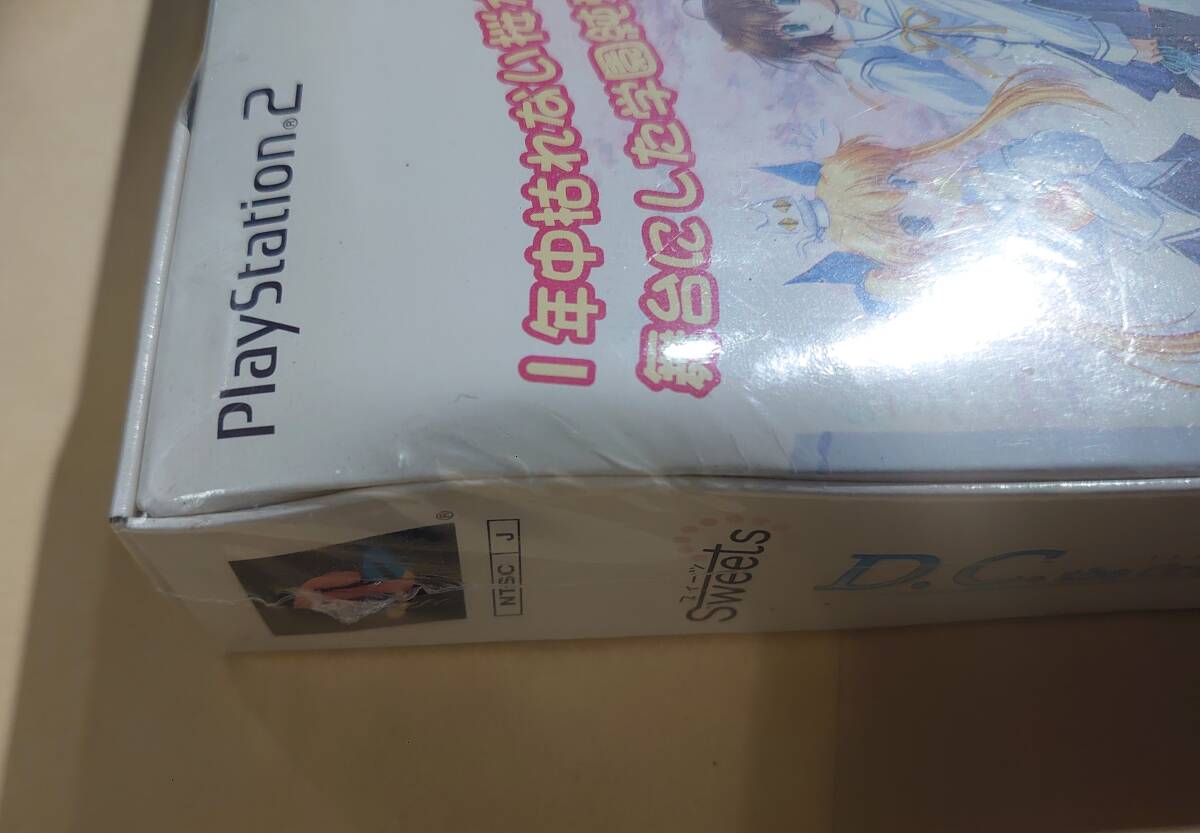 PlayStation®2
1年中枯れない桜
舞台にした学園純
®
NTSC J
スィーツ
Sweets
D.C.